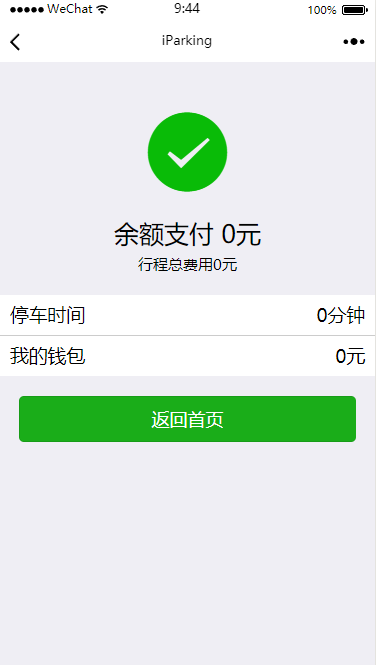 WeChat 9:44 100%
iParking
余额支付 0元
行程总费用0元
停车时间 0分钟
我的钱包 0元
返回首页